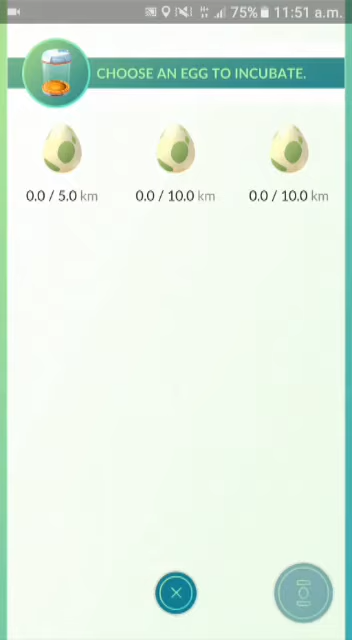 75% 11:51 a.m.
CHOOSE AN EGG TO INCUBATE.
0.0 / 5.0 km 0.0 / 10.0 km 0.0 / 10.0 km